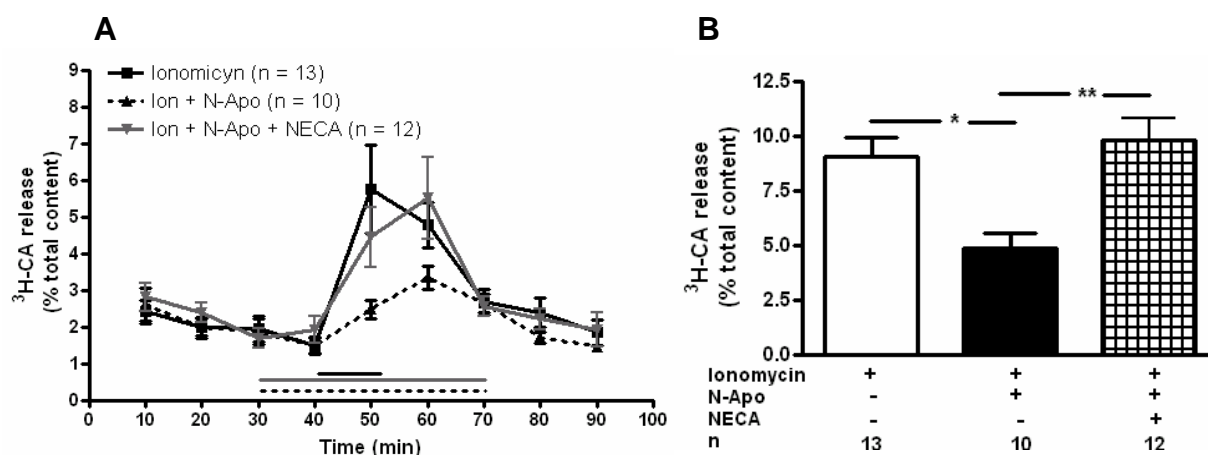 A
9
8
7
6
5
4
3
2
1
0
³H-CA release
(% total content)
Ionomicyn (n = 13)
Ion + N-Apo (n = 10)
Ion + N-Apo + NECA (n = 12)
0 10 20 30 40 50 60 70 80 90 100
Time (min)
B
12.5
10.0
7.5
5.0
2.5
0.0
³H-CA release
(% total content)
*
**
Ionomycin + + +
N-Apo - + +
NECA - - +
n 13 10 12